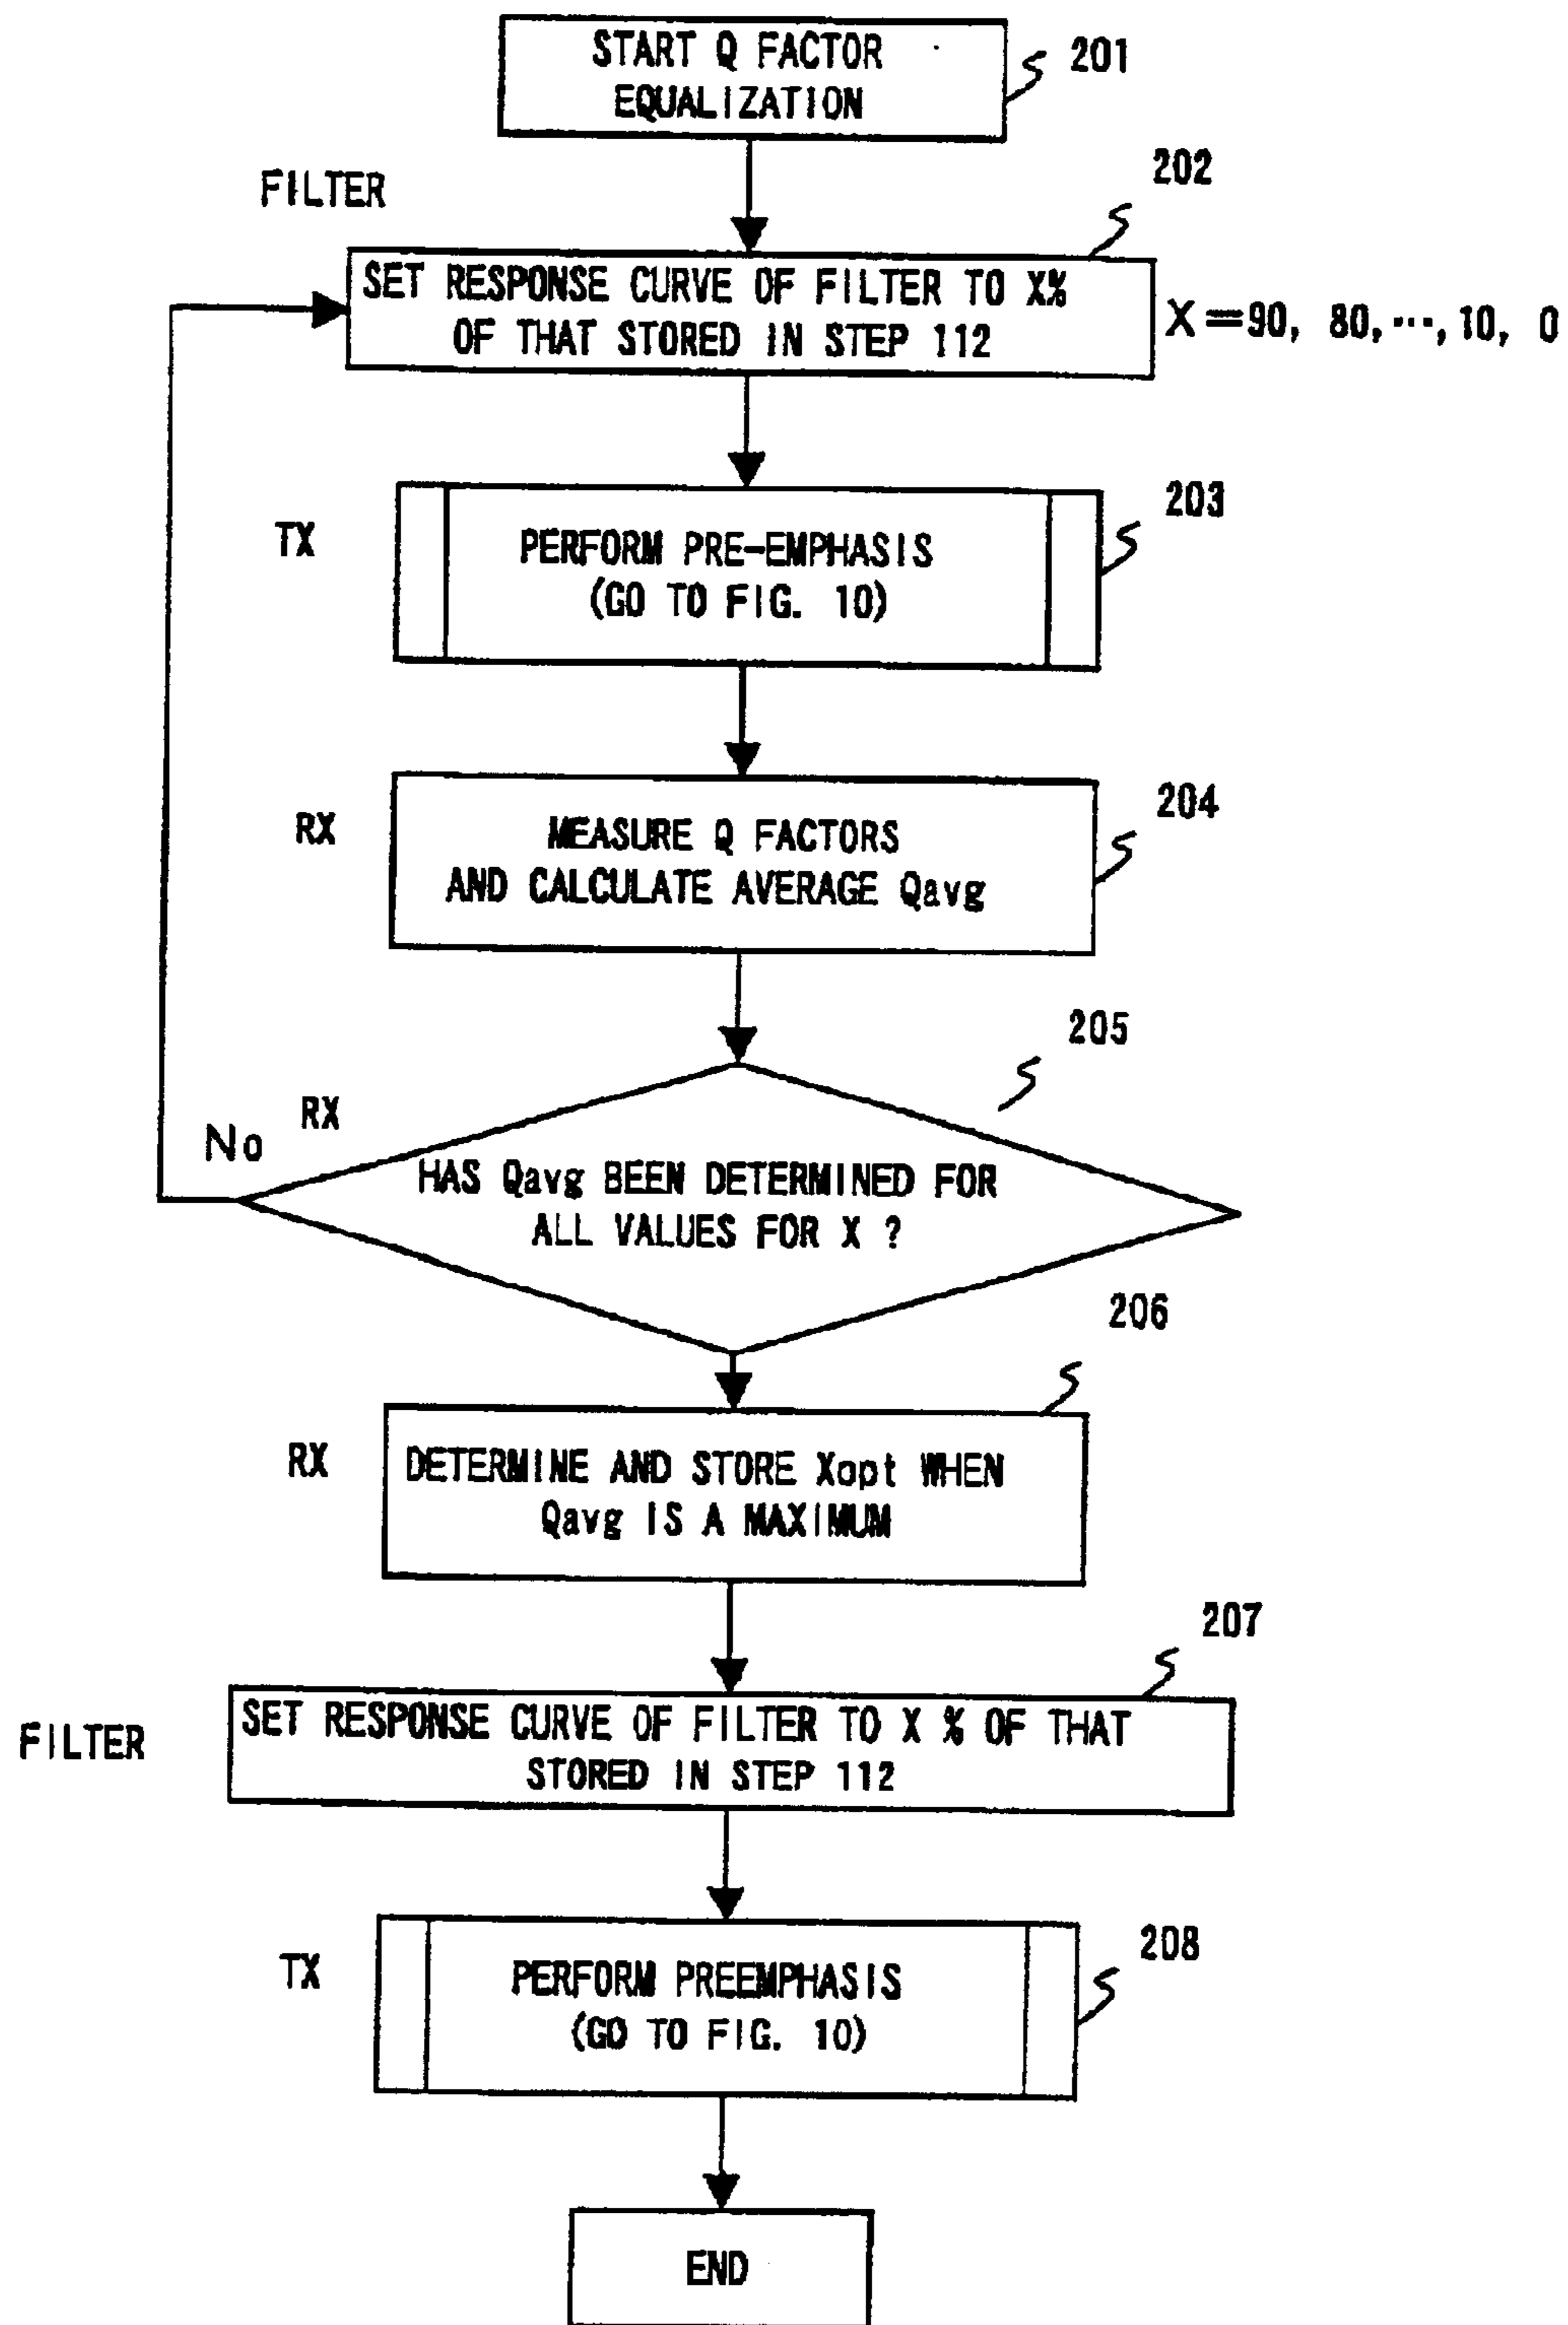 START Q FACTOR
EQUALIZATION
201
FILTER
202
SET RESPONSE CURVE OF FILTER TO X%
OF THAT STORED IN STEP 112
X=90, 80,⋯,10, 0
TX
PERFORM PRE-EMPHASIS
(GO TO FIG. 10)
203
RX
MEASURE Q FACTORS
AND CALCULATE AVERAGE Qavg
204
205
No
RX
HAS Qavg BEEN DETERMINED FOR
ALL VALUES FOR X ?
206
RX
DETERMINE AND STORE Xopt WHEN
Qavg IS A MAXIMUM
207
FILTER
SET RESPONSE CURVE OF FILTER TO X % OF THAT
STORED IN STEP 112
TX
PERFORM PREEMPHASIS
(GO TO FIG. 10)
208
END